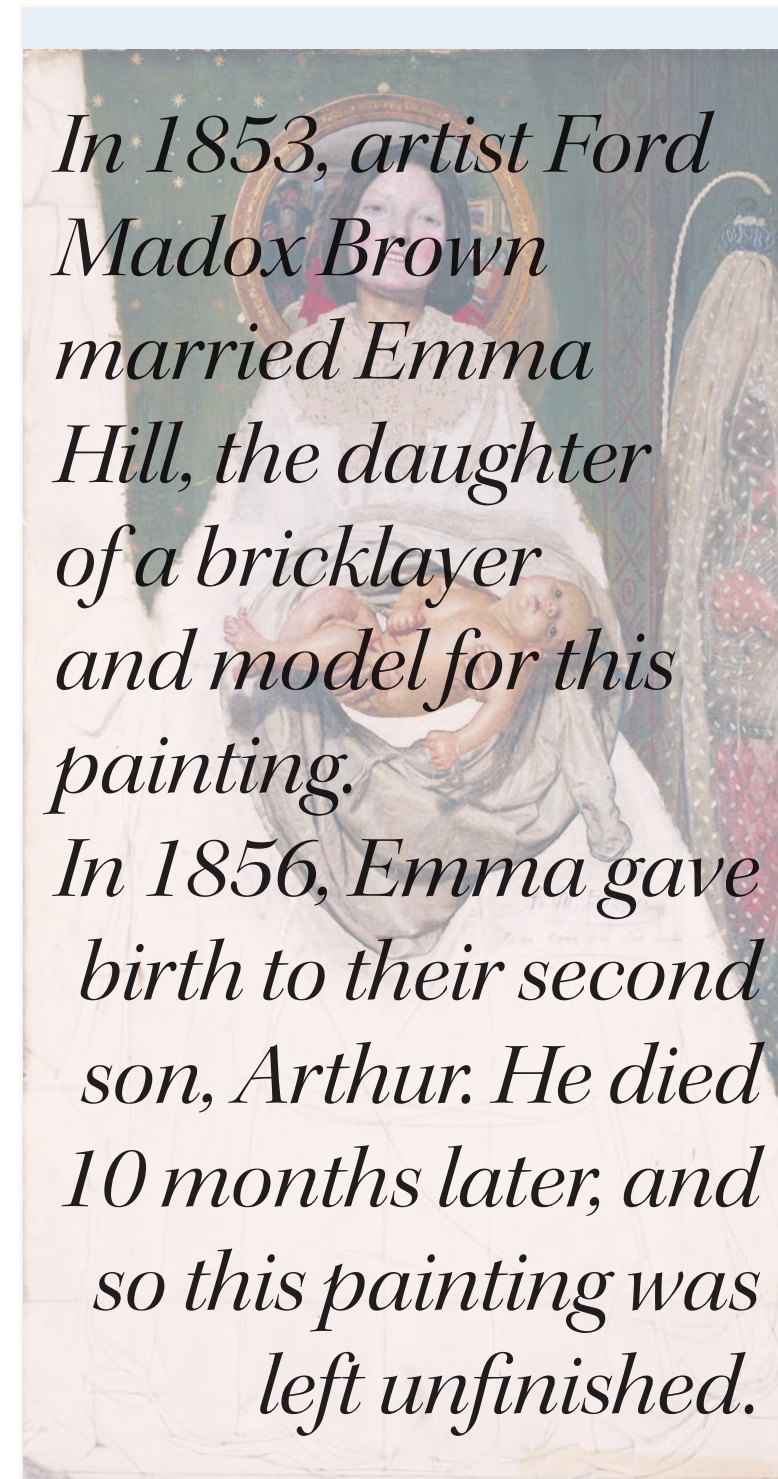 In 1853, artist Ford
Madox Brown
married Emma
Hill, the daughter
of a bricklayer
and model for this
painting.
In 1856, Emma gave
birth to their second
son, Arthur. He died
10 months later, and
so this painting was
left unfinished.